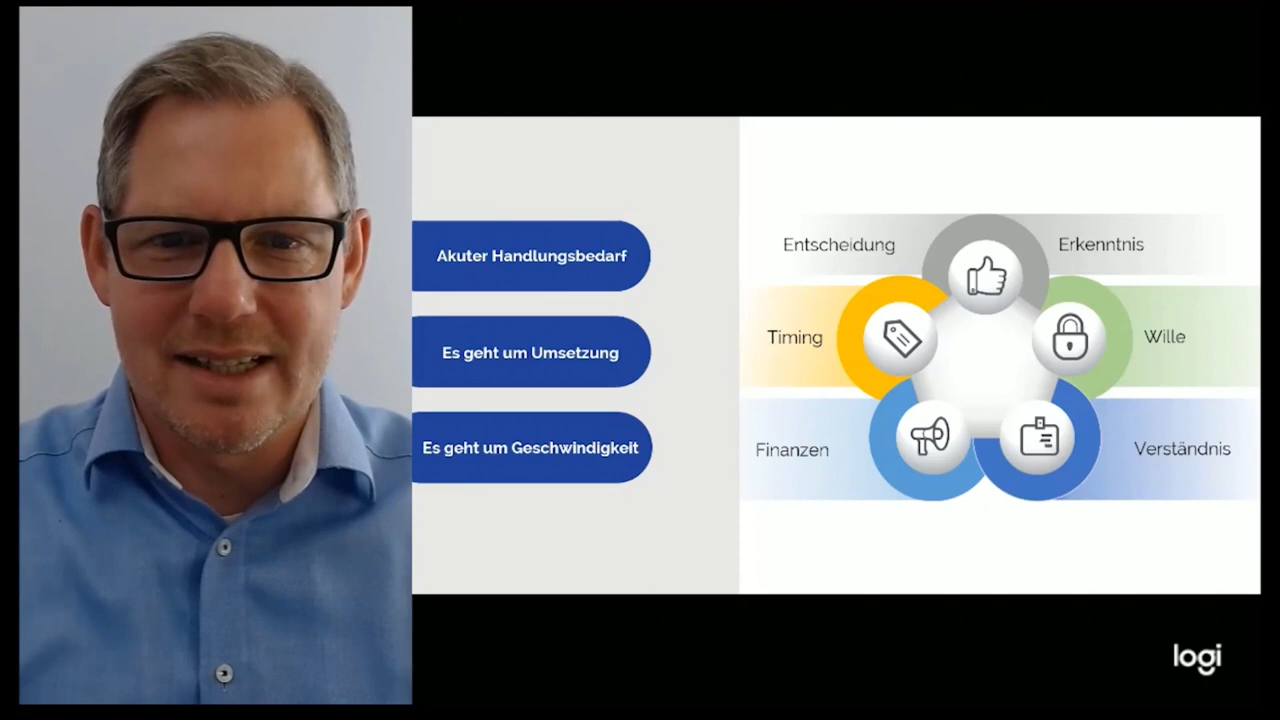 Akuter Handlungsbedarf
Es geht um Umsetzung
Es geht um Geschwindigkeit
Entscheidung
Erkenntnis
Timing
Wille
Finanzen
Verständnis
logi